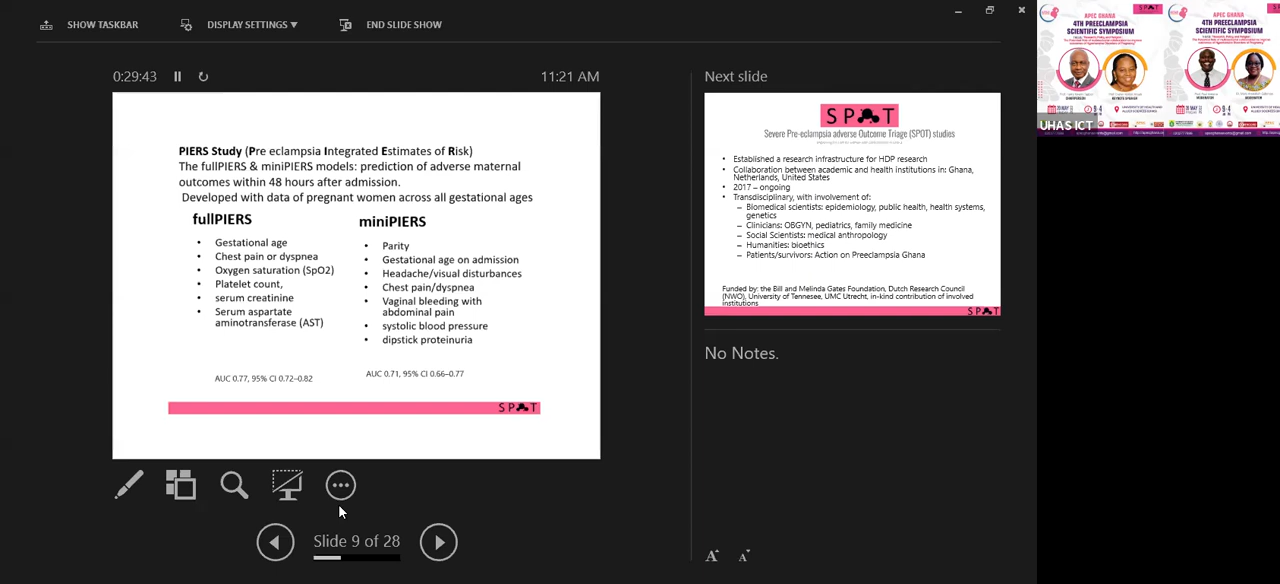 SHOW TASKBAR
DISPLAY SETTINGS
END SLIDE SHOW
0:29:43
11:21 AM
PIERS Study (Pre eclampsia Integrated Estimates of Risk)
The fullPIERS & miniPIERS models: prediction of adverse maternal
outcomes within 48 hours after admission.
Developed with data of pregnant women across all gestational ages
fullPIERS
• Gestational age
• Chest pain or dyspnea
• Oxygen saturation (SpO2)
• Platelet count,
• serum creatinine
• Serum aspartate
aminotransferase (AST)
AUC 0.77, 95% CI 0.72–0.82
miniPIERS
• Parity
• Gestational age on admission
• Headache/visual disturbances
• Chest pain/dyspnea
• Vaginal bleeding with
abdominal pain
• systolic blood pressure
• dipstick proteinuria
AUC 0.71, 95% CI 0.66–0.77
SPOT
Slide 9 of 28
Next slide
SPOT
Severe Pre-eclampsia adverse Outcome Triage (SPOT) studies
• Established a research infrastructure for HDP research
• Collaboration between academic and health institutions in: Ghana,
Netherlands, United States
• 2017 – ongoing
• Transdisciplinary, with involvement of:
– Biomedical scientists: epidemiology, public health, health systems,
genetics
– Clinicians: OBGYN, pediatrics, family medicine
– Social Scientists: medical anthropology
– Humanities: bioethics
– Patients/survivors: Action on Preeclampsia Ghana
Funded by: the Bill and Melinda Gates Foundation, Dutch Research Council
(NWO), University of Tennesee, UMC Utrecht, in-kind contribution of involved
institutions
SPOT
No Notes.
A A
APEC GHANA
4TH PREECLAMPSIA
SCIENTIFIC SYMPOSIUM
CHAIRPERSON
KEYNOTE SPEAKER
APEC GHANA
4TH PREECLAMPSIA
SCIENTIFIC SYMPOSIUM
MODERATOR
MODERATOR
UHAS ICT